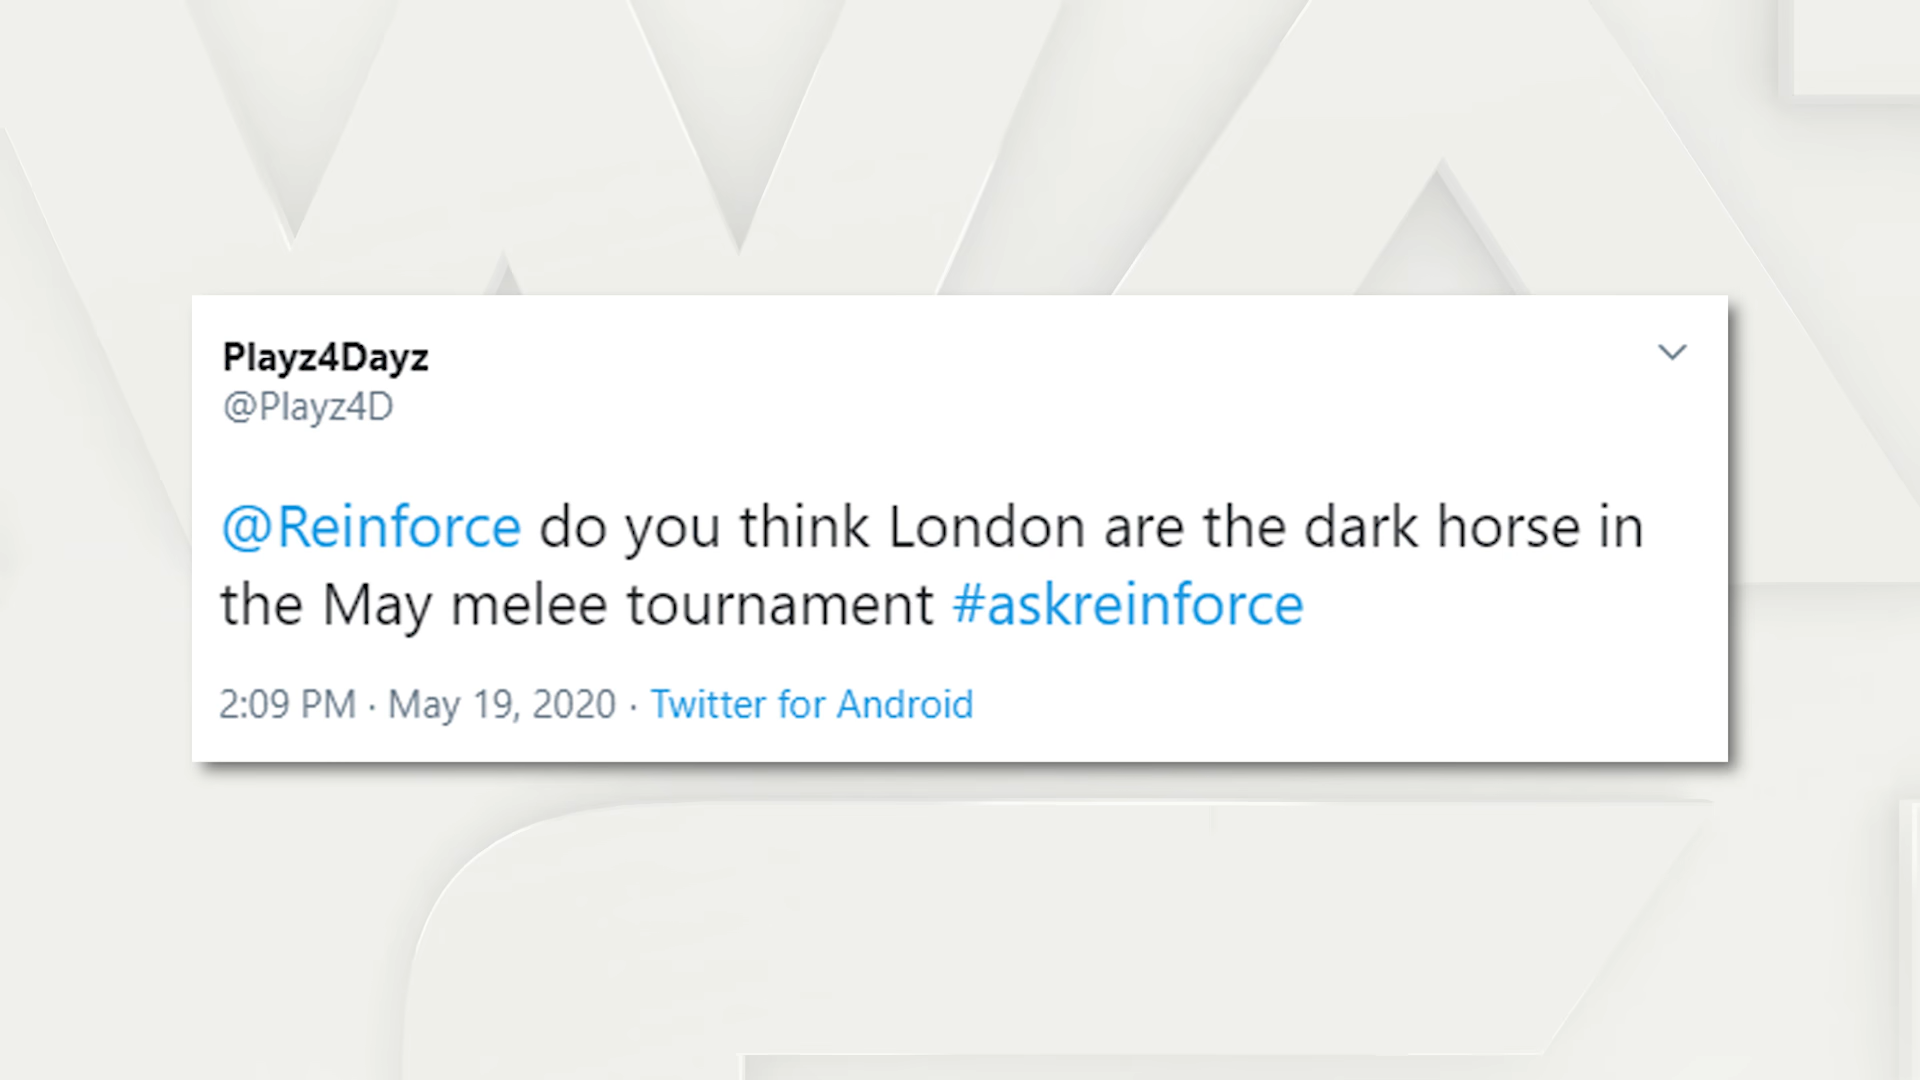 Playz4Dayz
@Playz4D
@Reinforce do you think London are the dark horse in
the May melee tournament #askreinforce
2:09 PM · May 19, 2020 · Twitter for Android